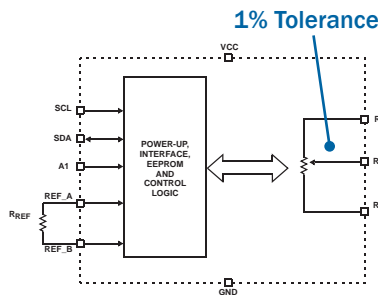 1% Tolerance
VCC
SCL
SDA
A1
REF_A
RREF
REF_B
POWER-UP,
INTERFACE,
EEPROM
AND
CONTROL
LOGIC
R
R
R
GND